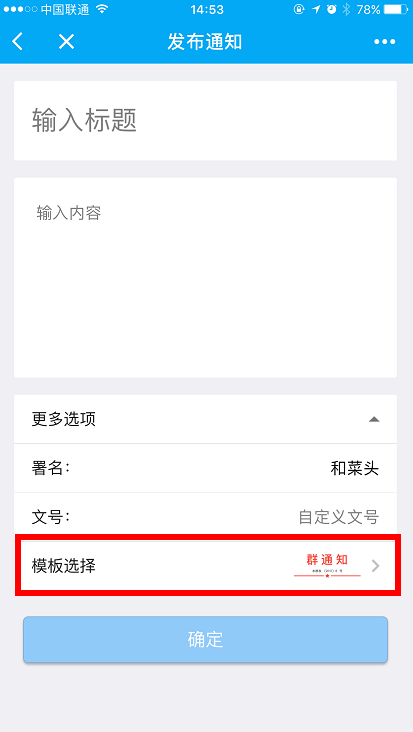 中国联通 14:53 78%
发布通知
输入标题
输入内容
更多选项
署名： 和菜头
文号： 自定义文号
模板选择 群通知
确定